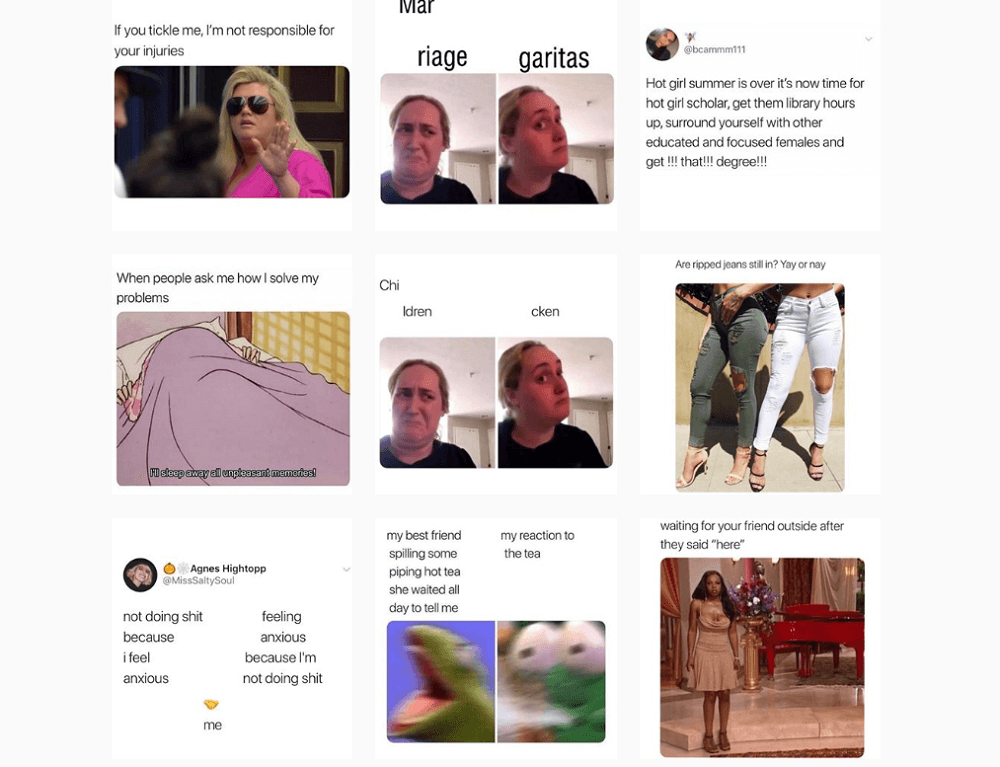 If you tickle me, I'm not responsible for
your injuries
Mar
riage
garitas
@bcammm111
Hot girl summer is over it's now time for
hot girl scholar, get them library hours
up, surround yourself with other
educated and focused females and
get !!! that!!! degree!!!
When people ask me how I solve my
problems
I'll sleep away all unpleasant memories!
Chi
ldren
cken
Are ripped jeans still in? Yay or nay
🎃🕸️Agnes Hightopp
@MissSaltySoul
not doing shit
because
i feel
anxious
feeling
anxious
because I'm
not doing shit
🤝
me
my best friend
spilling some
piping hot tea
she waited all
day to tell me
my reaction to
the tea
waiting for your friend outside after
they said "here"